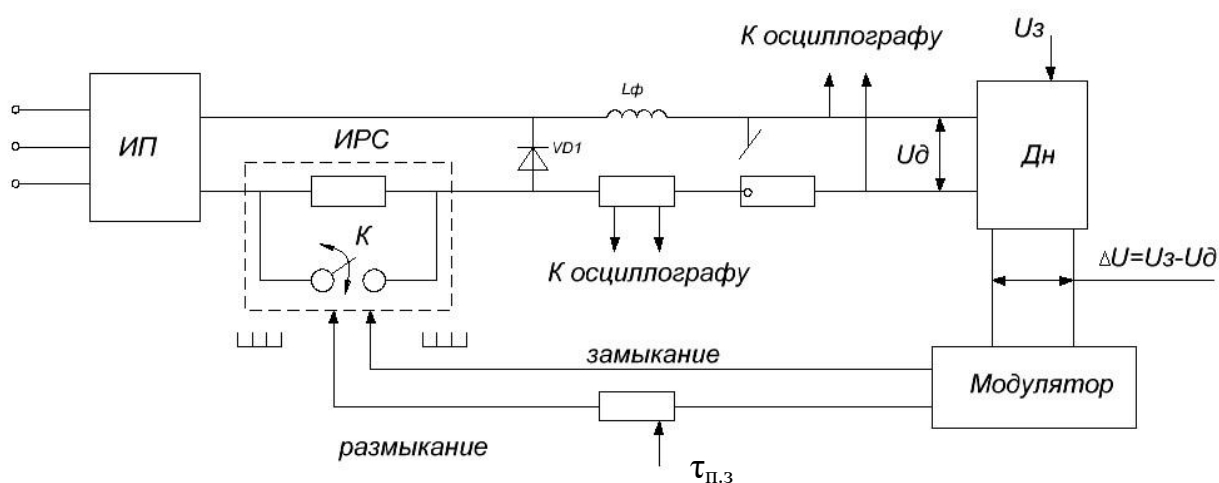 К осциллографу
Uз
Lф
ИП
ИРС
VD1
Uд
Дн
К
К осциллографу
ΔU=Uз-Uд
замыкание
Модулятор
размыкание
τп.з